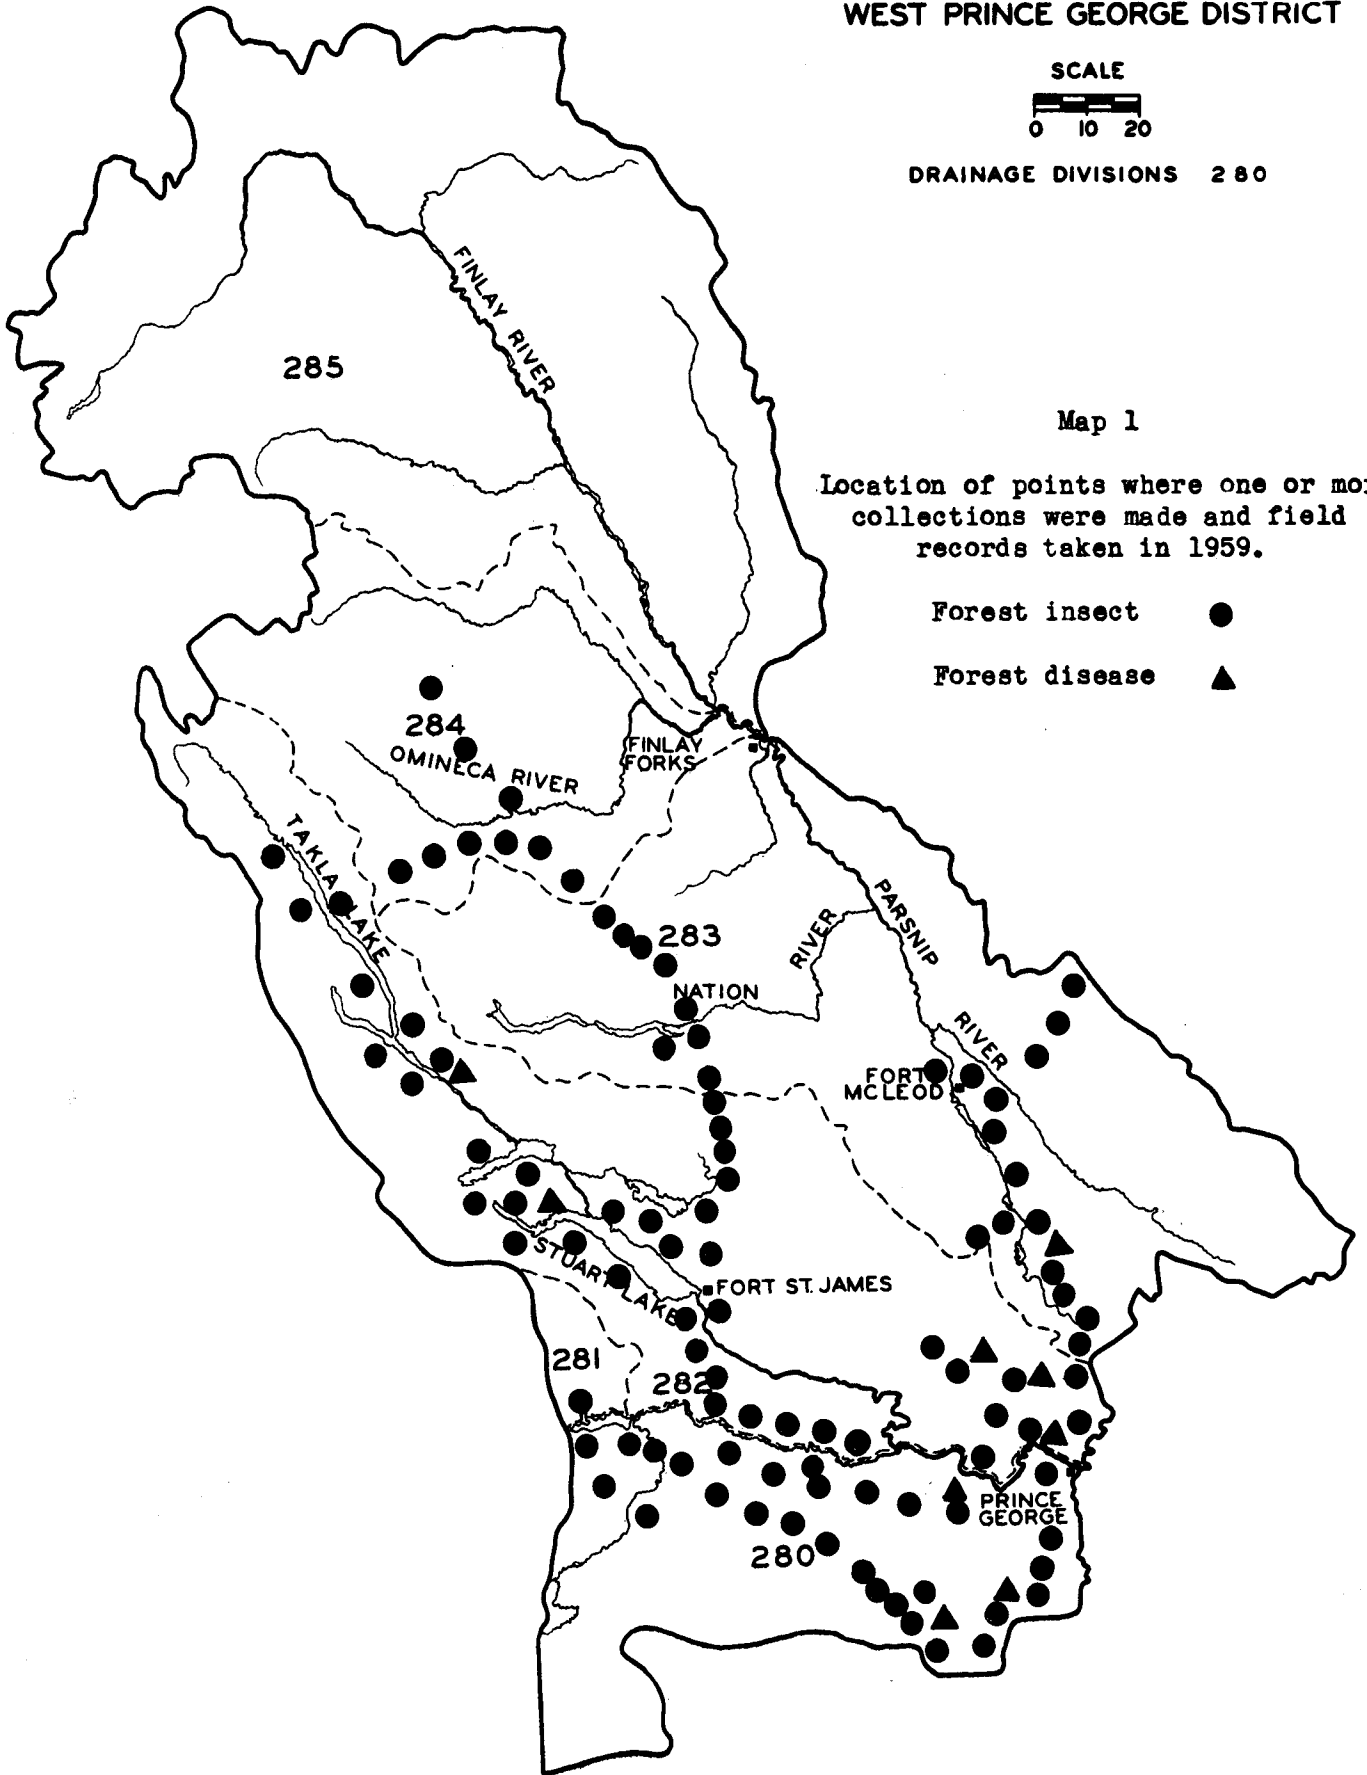 WEST PRINCE GEORGE DISTRICT
SCALE
0 10 20
DRAINAGE DIVISIONS 280
FINLAY RIVER
285
Map 1
Location of points where one or mo
collections were made and field
records taken in 1959.
Forest insect
Forest disease
284
OMINECA RIVER
FINLAY
FORKS
TAKLA LAKE
283
NATION
RIVER
PARSNIP
RIVER
FORT
MCLEOD
STUART LAKE
FORT ST. JAMES
281
282
PRINCE
GEORGE
280